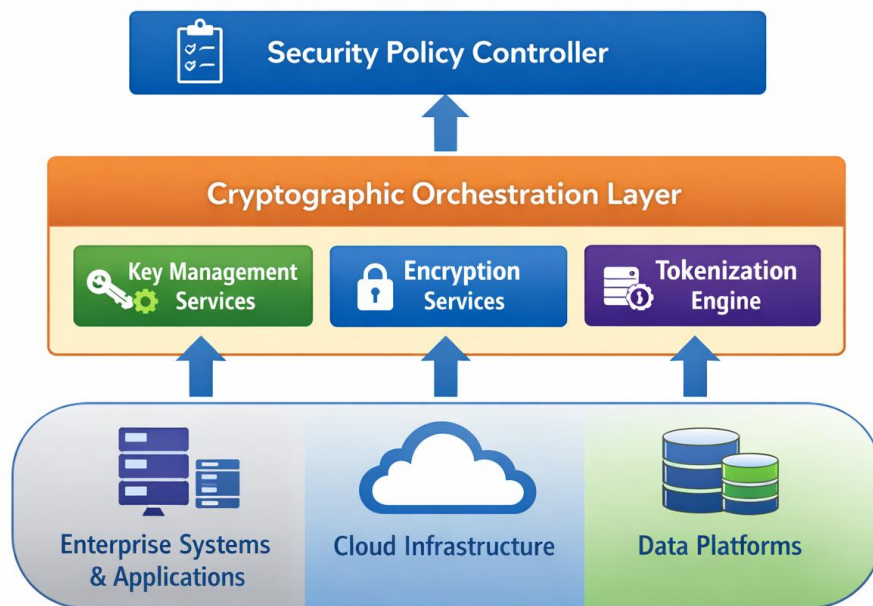 Security Policy Controller
Cryptographic Orchestration Layer
Key Management
Services
Encryption
Services
Tokenization
Engine
Enterprise Systems
& Applications
Cloud Infrastructure
Data Platforms